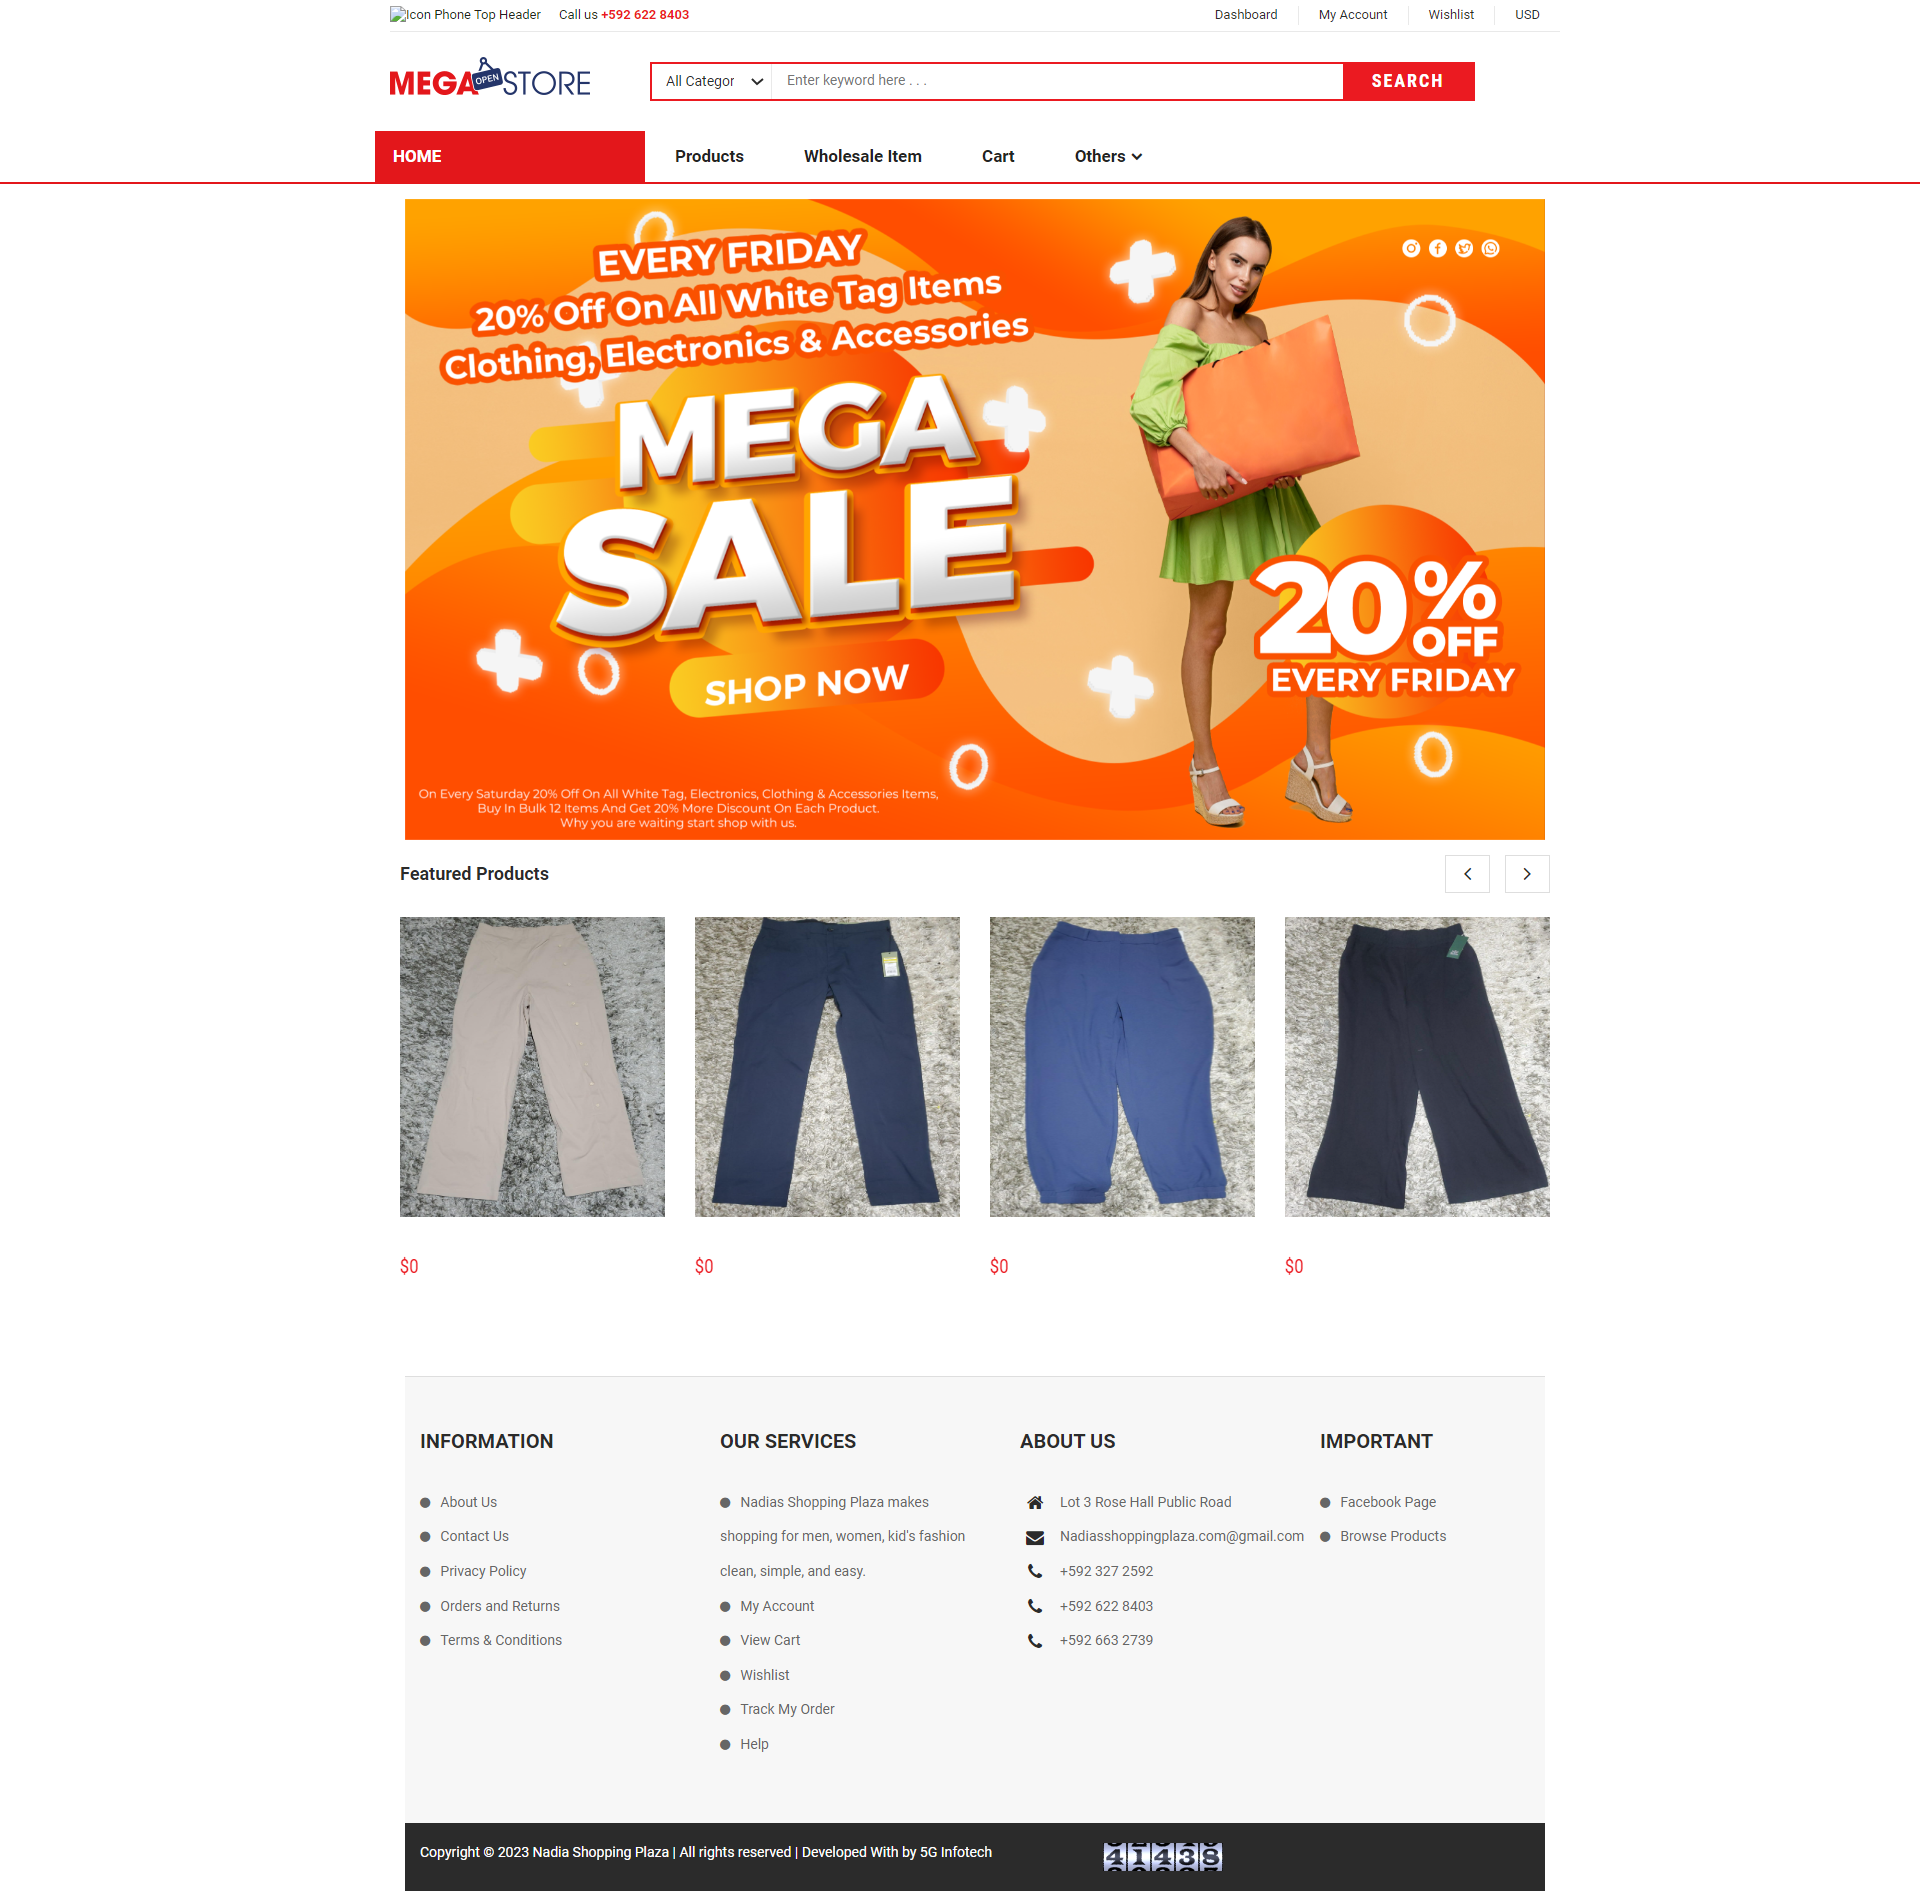 Icon Phone Top Header Call us +592 622 8403
Dashboard My Account Wishlist USD
MEGA OPEN STORE
All Categor Enter keyword here . . . SEARCH
HOME Products Wholesale Item Cart Others
EVERY FRIDAY
20% Off On All White Tag Items
Clothing, Electronics & Accessories
MEGA
SALE
SHOP NOW
20% OFF
EVERY FRIDAY
On Every Saturday 20% Off On All White Tag, Electronics, Clothing & Accessories Items,
Buy In Bulk 12 Items And Get 20% More Discount On Each Product.
Why you are waiting start shop with us.
Featured Products
$0 $0 $0 $0
INFORMATION
About Us
Contact Us
Privacy Policy
Orders and Returns
Terms & Conditions
OUR SERVICES
Nadias Shopping Plaza makes
shopping for men, women, kid's fashion
clean, simple, and easy.
My Account
View Cart
Wishlist
Track My Order
Help
ABOUT US
Lot 3 Rose Hall Public Road
Nadiasshoppingplaza.com@gmail.com
+592 327 2592
+592 622 8403
+592 663 2739
IMPORTANT
Facebook Page
Browse Products
Copyright © 2023 Nadia Shopping Plaza | All rights reserved | Developed With by 5G Infotech
41438